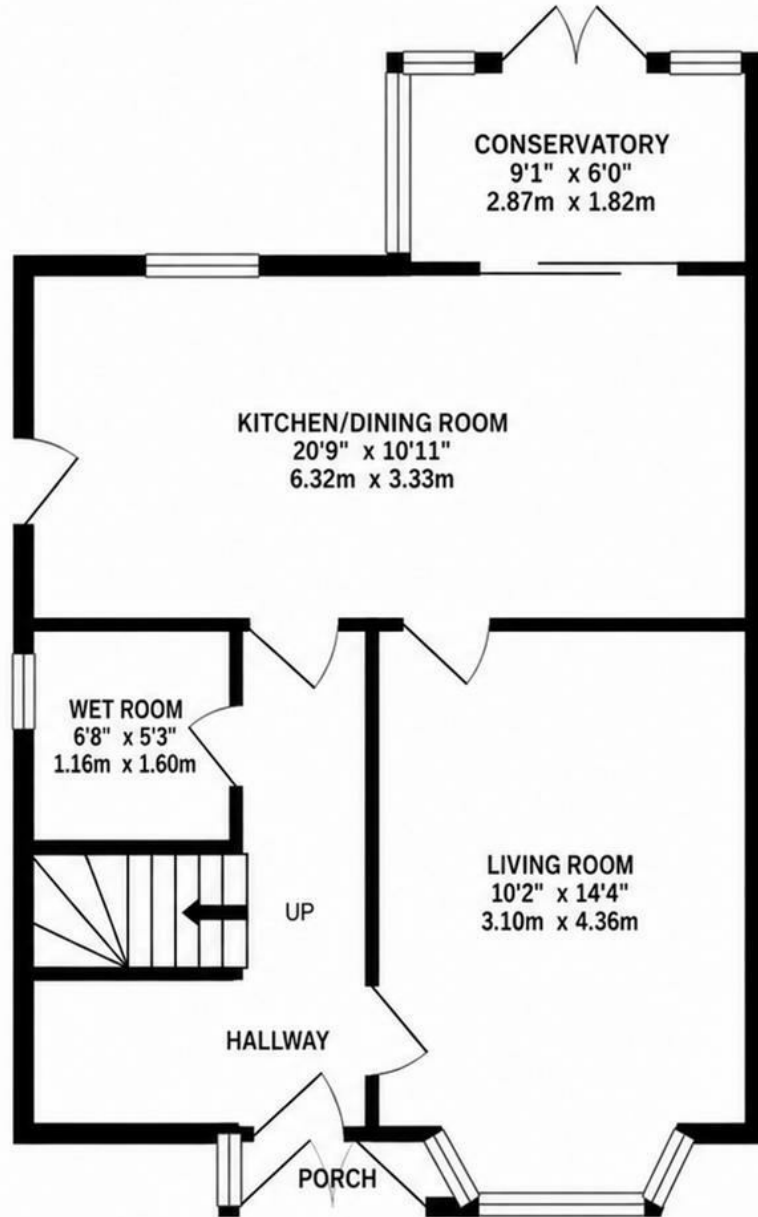 CONSERVATORY
9'1" x 6'0"
2.87m x 1.82m
KITCHEN/DINING ROOM
20'9" x 10'11"
6.32m x 3.33m
WET ROOM
6'8" x 5'3"
1.16m x 1.60m
LIVING ROOM
10'2" x 14'4"
3.10m x 4.36m
UP
HALLWAY
PORCH